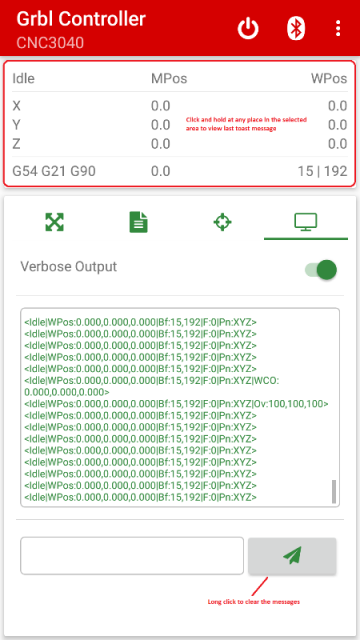 Grbl Controller
CNC3040
Idle MPos WPos
X 0.0 0.0
Y 0.0 0.0
Z 0.0 0.0
Click and hold at any place in the selected
area to view last toast message
G54 G21 G90 0.0 15 | 192
Verbose Output
<Idle|WPos:0.000,0.000,0.000|Bf:15,192|F:0|Pn:XYZ>
<Idle|WPos:0.000,0.000,0.000|Bf:15,192|F:0|Pn:XYZ>
<Idle|WPos:0.000,0.000,0.000|Bf:15,192|F:0|Pn:XYZ>
<Idle|WPos:0.000,0.000,0.000|Bf:15,192|F:0|Pn:XYZ>
<Idle|WPos:0.000,0.000,0.000|Bf:15,192|F:0|Pn:XYZ>
<Idle|WPos:0.000,0.000,0.000|Bf:15,192|F:0|Pn:XYZ|WCO:
0.000,0.000,0.000>
<Idle|WPos:0.000,0.000,0.000|Bf:15,192|F:0|Pn:XYZ|Ov:100,100,100>
<Idle|WPos:0.000,0.000,0.000|Bf:15,192|F:0|Pn:XYZ>
<Idle|WPos:0.000,0.000,0.000|Bf:15,192|F:0|Pn:XYZ>
<Idle|WPos:0.000,0.000,0.000|Bf:15,192|F:0|Pn:XYZ>
<Idle|WPos:0.000,0.000,0.000|Bf:15,192|F:0|Pn:XYZ>
<Idle|WPos:0.000,0.000,0.000|Bf:15,192|F:0|Pn:XYZ>
<Idle|WPos:0.000,0.000,0.000|Bf:15,192|F:0|Pn:XYZ>
<Idle|WPos:0.000,0.000,0.000|Bf:15,192|F:0|Pn:XYZ>
<Idle|WPos:0.000,0.000,0.000|Bf:15,192|F:0|Pn:XYZ>
Long click to clear the messages